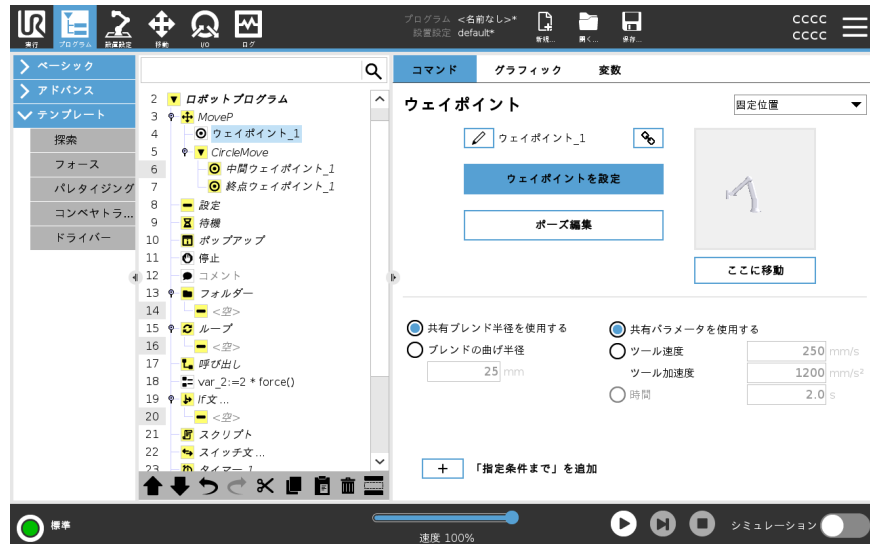 UR
実行
プログラム
設置設定
移動
I/O
ログ
プログラム <名前なし>*
設置設定 default*
新規...
開く...
保存...
CCCC
CCCC
ベーシック
アドバンス
テンプレート
探索
フォース
パレタイジング
コンベヤトラ...
ドライバー
2 ロボットプログラム
3 MoveP
4 ウェイポイント_1
5 CircleMove
6 中間ウェイポイント_1
7 終点ウェイポイント_1
8 設定
9 待機
10 ポップアップ
11 停止
12 コメント
13 フォルダー
14 <空>
15 ループ
16 <空>
17 呼び出し
18 var_2:=2 * force()
19 If文 ...
20 <空>
21 スクリプト
22 スイッチ文 ...
23 タイマー_1
コマンド グラフィック 変数
ウェイポイント
固定位置
ウェイポイント_1
ウェイポイントを設定
ポーズ編集
ここに移動
共有ブレンド半径を使用する
ブレンドの曲げ半径
25 mm
共有パラメータを使用する
ツール速度 250 mm/s
ツール加速度 1200 mm/s²
時間 2.0 s
+ 「指定条件まで」を追加
標準
速度 100%
シミュレーション